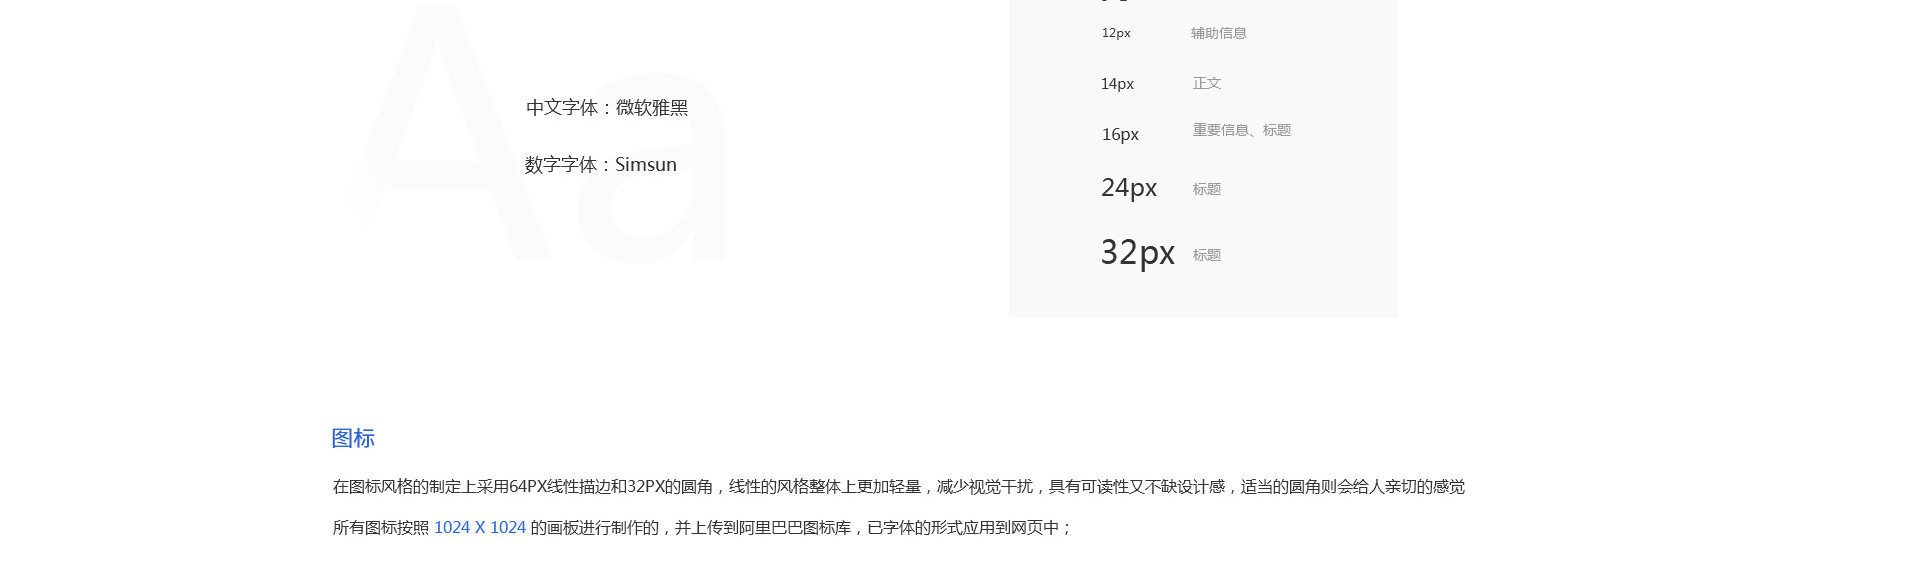 Aa
中文字体：微软雅黑
数字字体：Simsun
12px 辅助信息
14px 正文
16px 重要信息、标题
24px 标题
32px 标题
图标
在图标风格的制定上采用64PX线性描边和32PX的圆角，线性的风格整体上更加轻量，减少视觉干扰，具有可读性又不缺设计感，适当的圆角则会给人亲切的感觉
所有图标按照 1024 X 1024 的画板进行制作的，并上传到阿里巴巴图标库，已字体的形式应用到网页中；